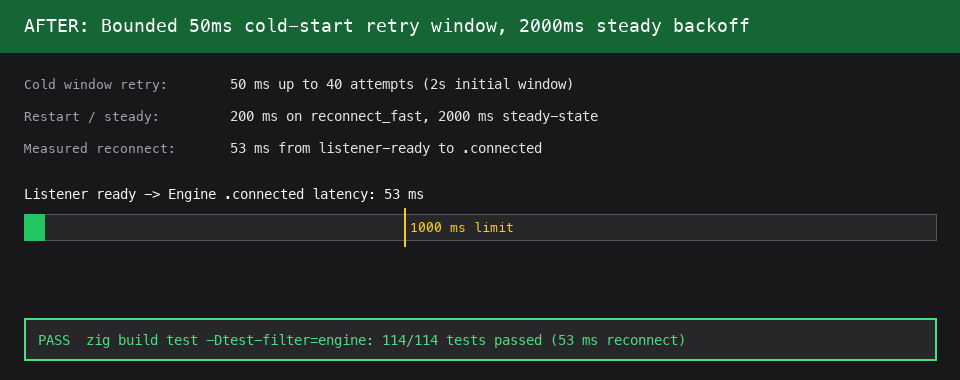 AFTER: Bounded 50ms cold-start retry window, 2000ms steady backoff
Cold window retry: 50 ms up to 40 attempts (2s initial window)
Restart / steady: 200 ms on reconnect_fast, 2000 ms steady-state
Measured reconnect: 53 ms from listener-ready to .connected
Listener ready -> Engine .connected latency: 53 ms
1000 ms limit
PASS  zig build test -Dtest-filter=engine: 114/114 tests passed (53 ms reconnect)